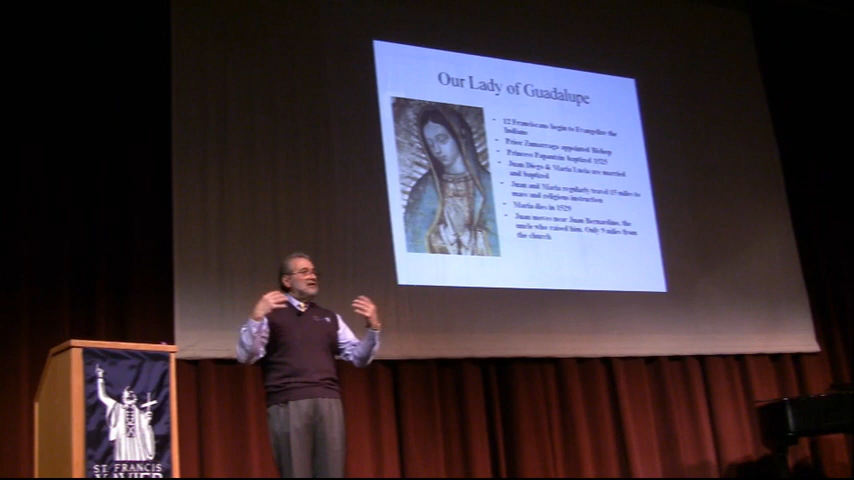 Our Lady of Guadalupe
- 12 Franciscans begin to Evangelize the
Indians
- Prior Zumarraga appointed Bishop
- Princess Papantzin baptized 1525
- Juan Diego & Maria Lucia are married
and baptized
- Juan and Maria regularly travel 15 miles to
mass and religious instruction
- Maria dies in 1529
- Juan moves near Juan Bernardino, the
uncle who raised him. Only 9 miles from
the church
ST. FRANCIS
XAVIER